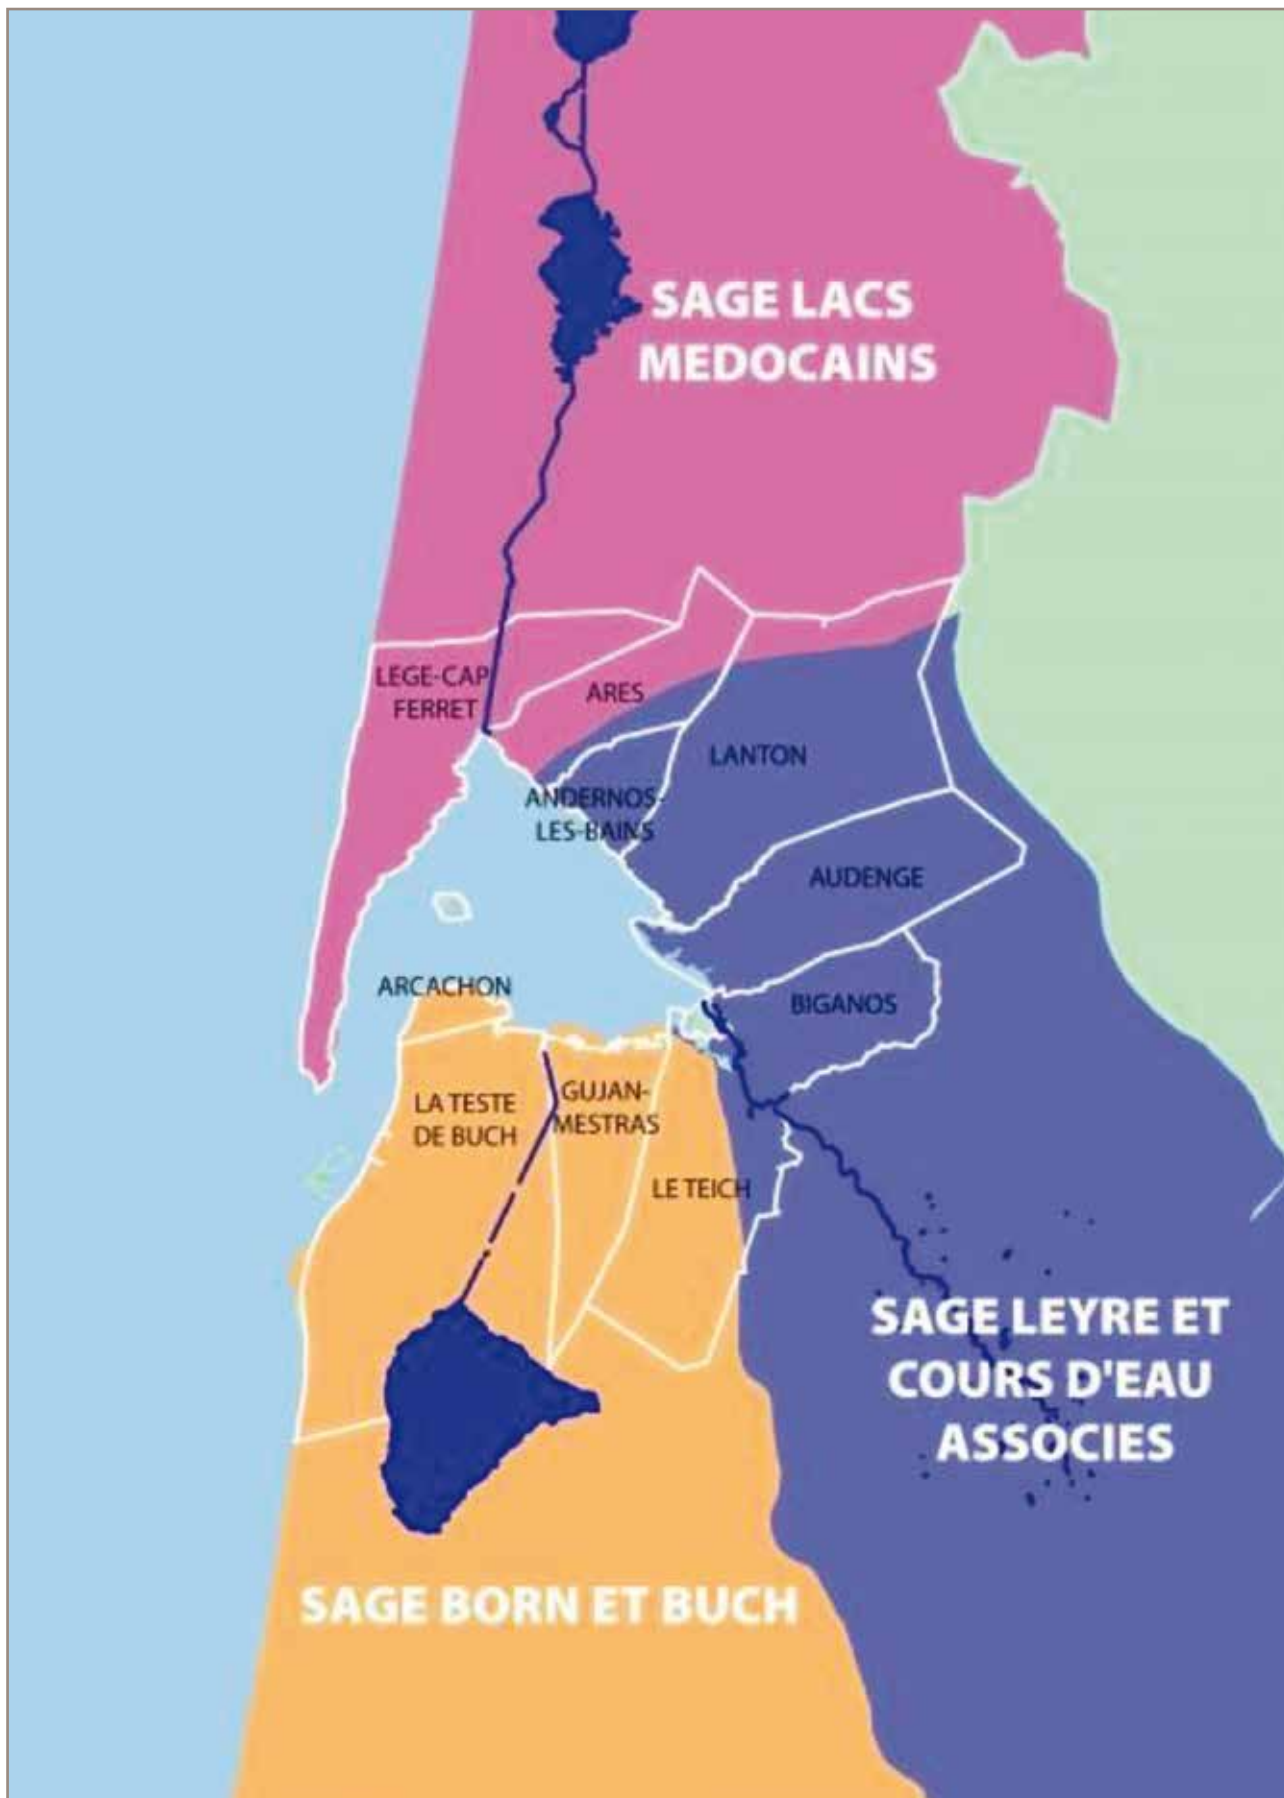 SAGE LACS
MEDOCAINS
LEGE-CAP
FERRET
ARES
LANTON
ANDERNOS-
LES-BAINS
AUDENGE
ARCACHON
BIGANOS
LA TESTE
DE BUCH
GUJAN-
MESTRAS
LE TEICH
SAGE LEYRE ET
COURS D'EAU
ASSOCIES
SAGE BORN ET BUCH